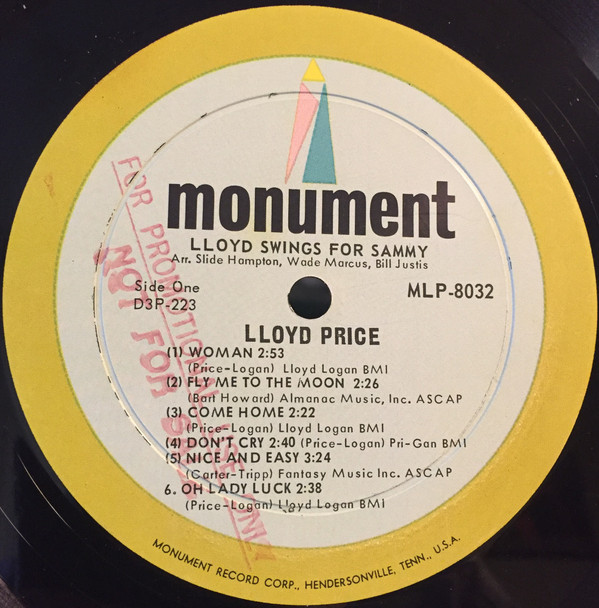 monument
LLOYD SWINGS FOR SAMMY
Arr. Slide Hampton, Wade Marcus, Bill Justis
Side One
D3P-223
MLP-8032
LLOYD PRICE
(1) WOMAN 2:53
(Price-Logan) Lloyd Logan BMI
(2) FLY ME TO THE MOON 2:26
(Bart Howard) Almanac Music, Inc. ASCAP
(3) COME HOME 2:22
(Price-Logan) Lloyd Logan BMI
(4) DON'T CRY 2:40 (Price-Logan) Pri-Gan BMI
(5) NICE AND EASY 3:24
(Carter-Tripp) Fantasy Music Inc. ASCAP
6. OH LADY LUCK 2:38
(Price-Logan) Lloyd Logan BMI
MONUMENT RECORD CORP., HENDERSONVILLE, TENN., U.S.A.
FOR PROMOTIONAL USE ONLY
NOT FOR SALE